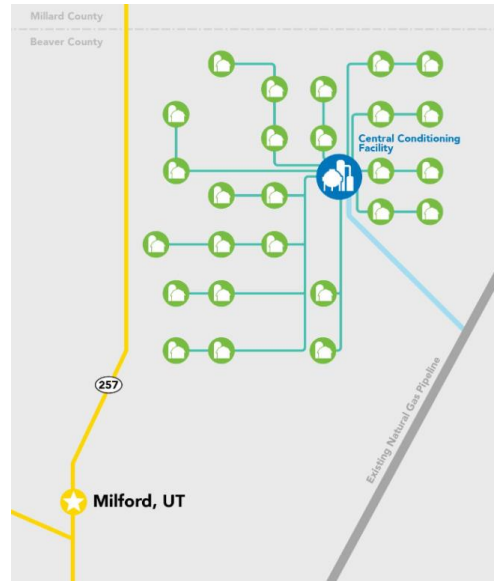 Millard County
Beaver County
Central Conditioning
Facility
257
Existing Natural Gas Pipeline
Milford, UT